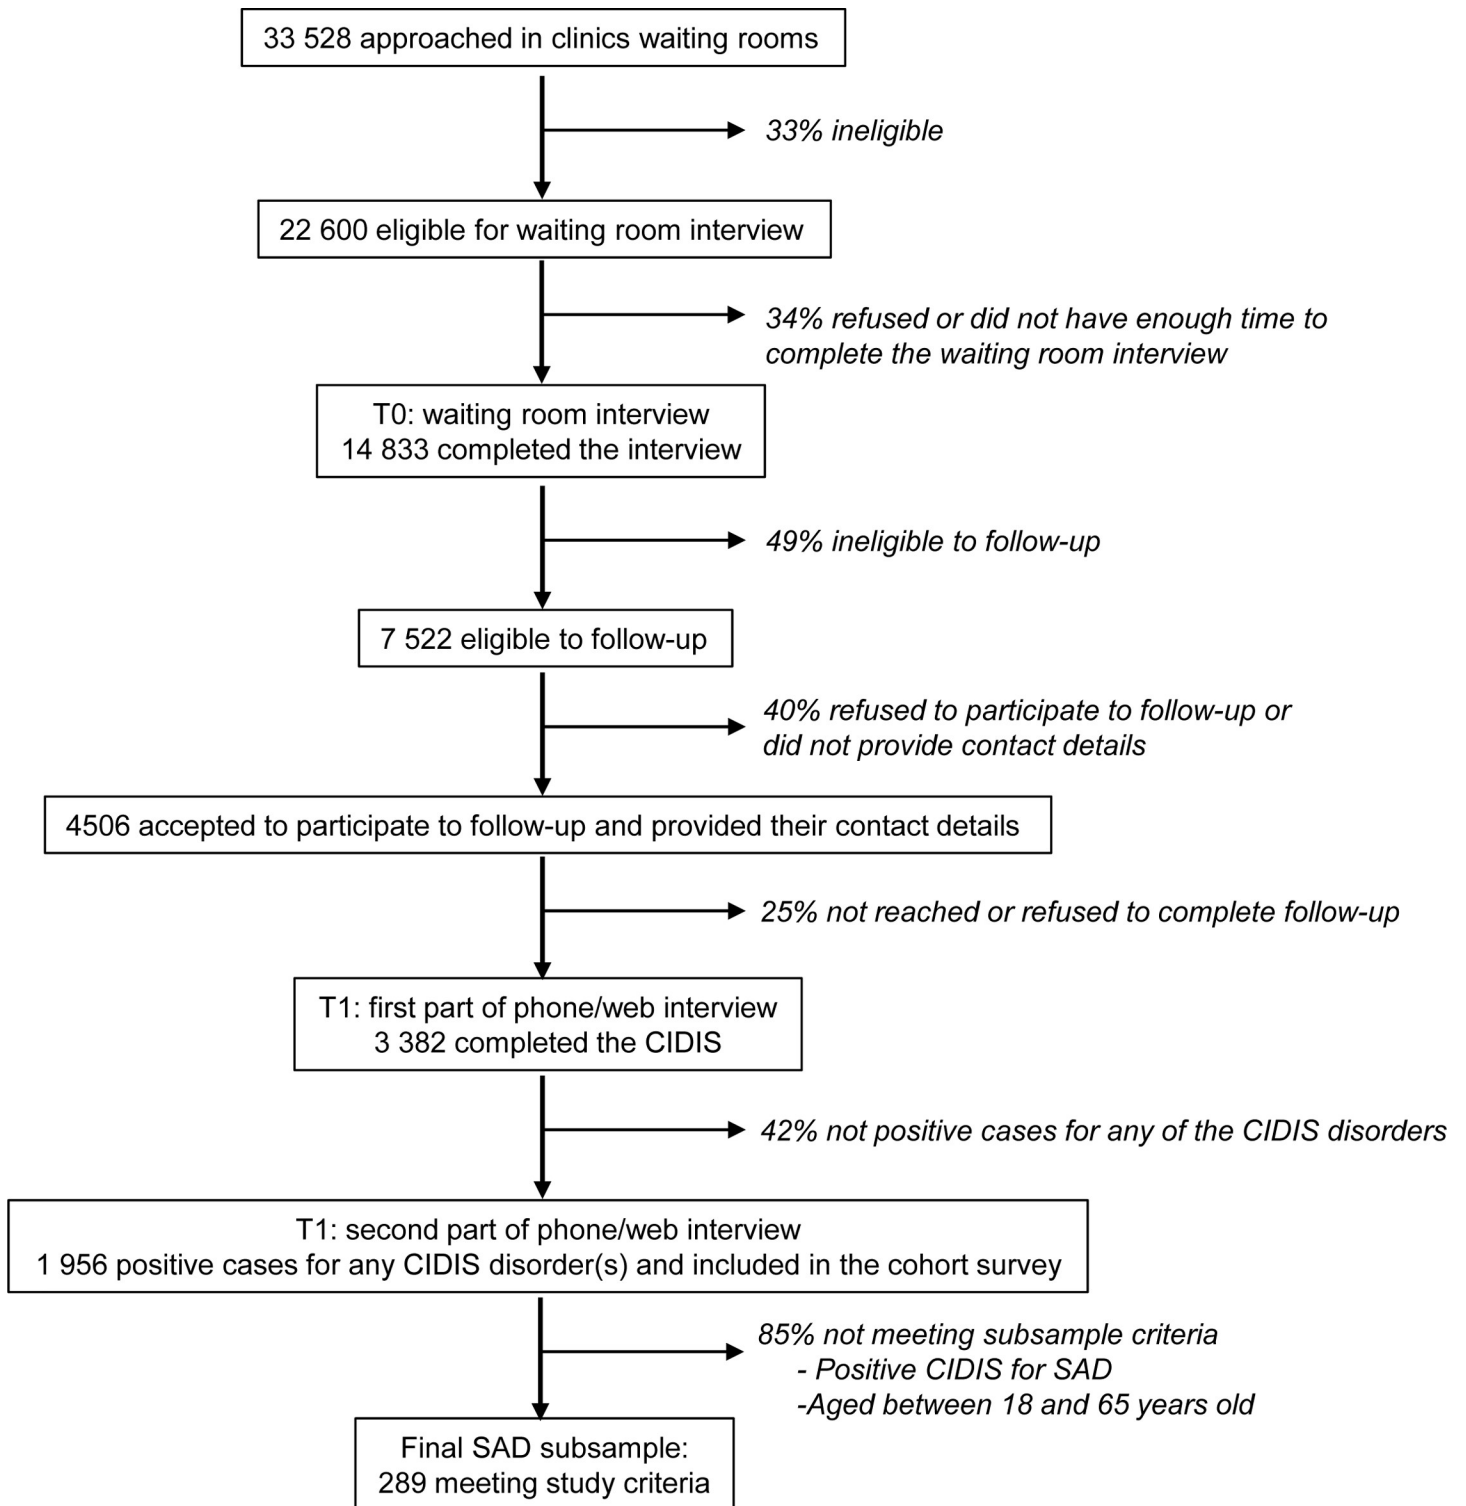 33 528 approached in clinics waiting rooms
33% ineligible
22 600 eligible for waiting room interview
34% refused or did not have enough time to
complete the waiting room interview
T0: waiting room interview
14 833 completed the interview
49% ineligible to follow-up
7 522 eligible to follow-up
40% refused to participate to follow-up or
did not provide contact details
4506 accepted to participate to follow-up and provided their contact details
25% not reached or refused to complete follow-up
T1: first part of phone/web interview
3 382 completed the CIDIS
42% not positive cases for any of the CIDIS disorders
T1: second part of phone/web interview
1 956 positive cases for any CIDIS disorder(s) and included in the cohort survey
85% not meeting subsample criteria
- Positive CIDIS for SAD
-Aged between 18 and 65 years old
Final SAD subsample:
289 meeting study criteria